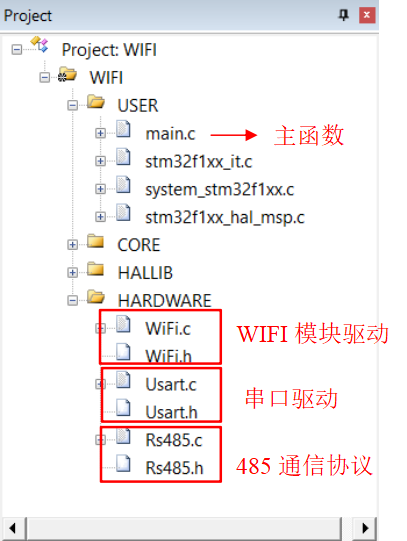 Project
Project: WIFI
WIFI
USER
main.c 主函数
stm32f1xx_it.c
system_stm32f1xx.c
stm32f1xx_hal_msp.c
CORE
HALLIB
HARDWARE
WiFi.c
WIFI 模块驱动
WiFi.h
Usart.c
串口驱动
Usart.h
Rs485.c
Rs485.h
485 通信协议